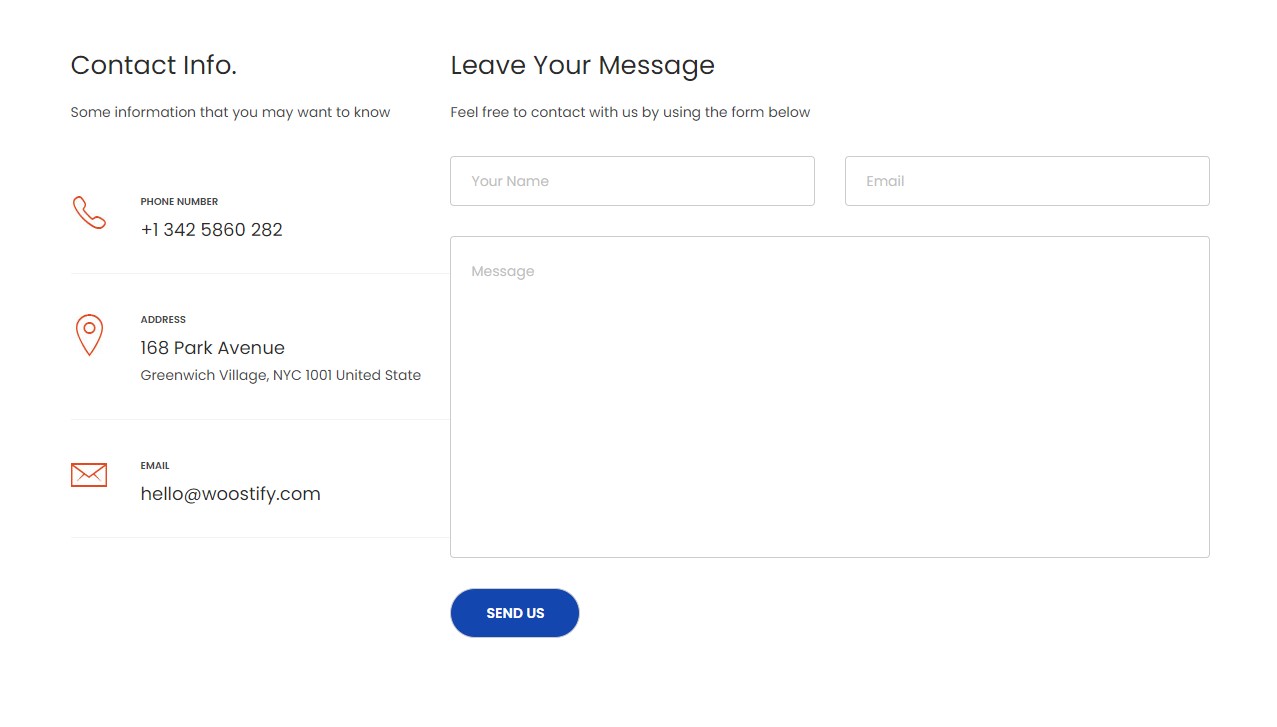 Contact Info.
Some information that you may want to know
PHONE NUMBER
+1 342 5860 282
ADDRESS
168 Park Avenue
Greenwich Village, NYC 1001 United State
EMAIL
hello@woostify.com
Leave Your Message
Feel free to contact with us by using the form below
Your Name
Email
Message
SEND US